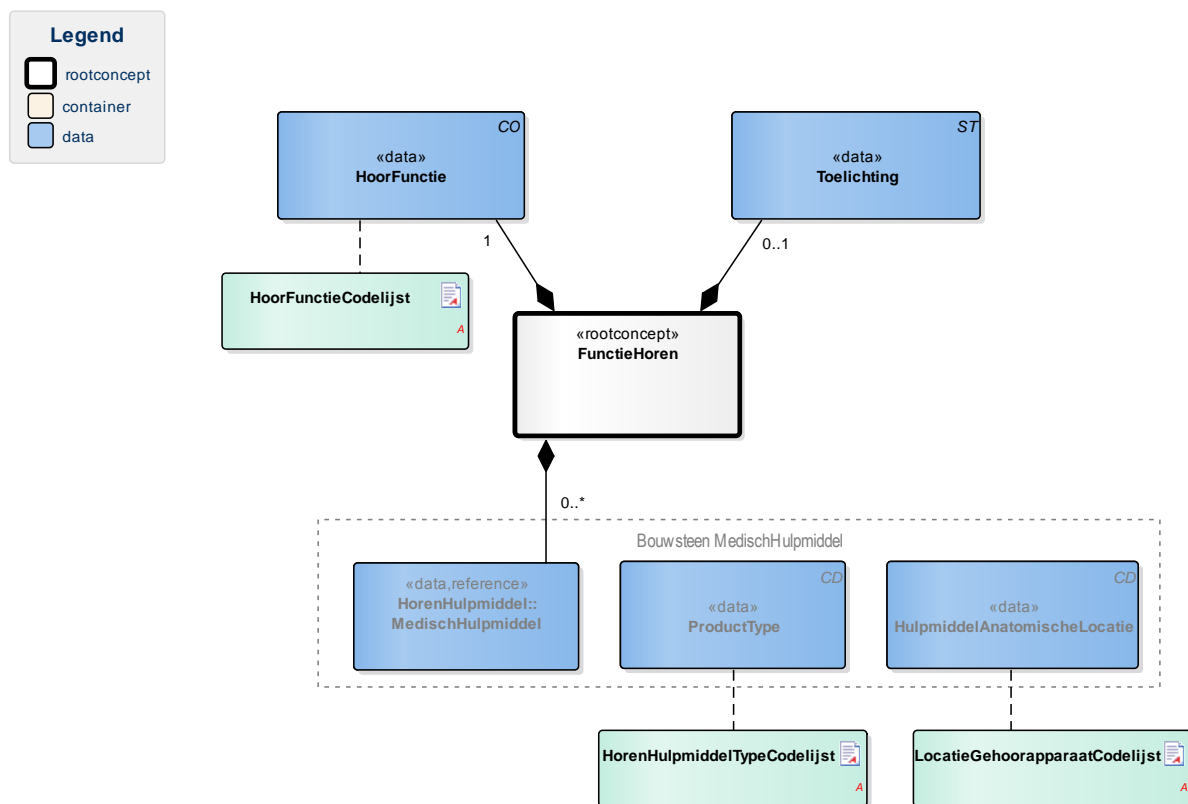 Legend
rootconcept
container
data
CO
«data»
HoorFunctie
ST
«data»
Toelichting
1
0..1
HoorFunctieCodelijst
A
«rootconcept»
FunctieHoren
0..*
Bouwsteen MedischHulpmiddel
«data,reference»
HorenHulpmiddel::
MedischHulpmiddel
CD
«data»
ProductType
CD
«data»
HulpmiddelAnatomischeLocatie
HorenHulpmiddelTypeCodelijst
A
LocatieGehoorapparaatCodelijst
A